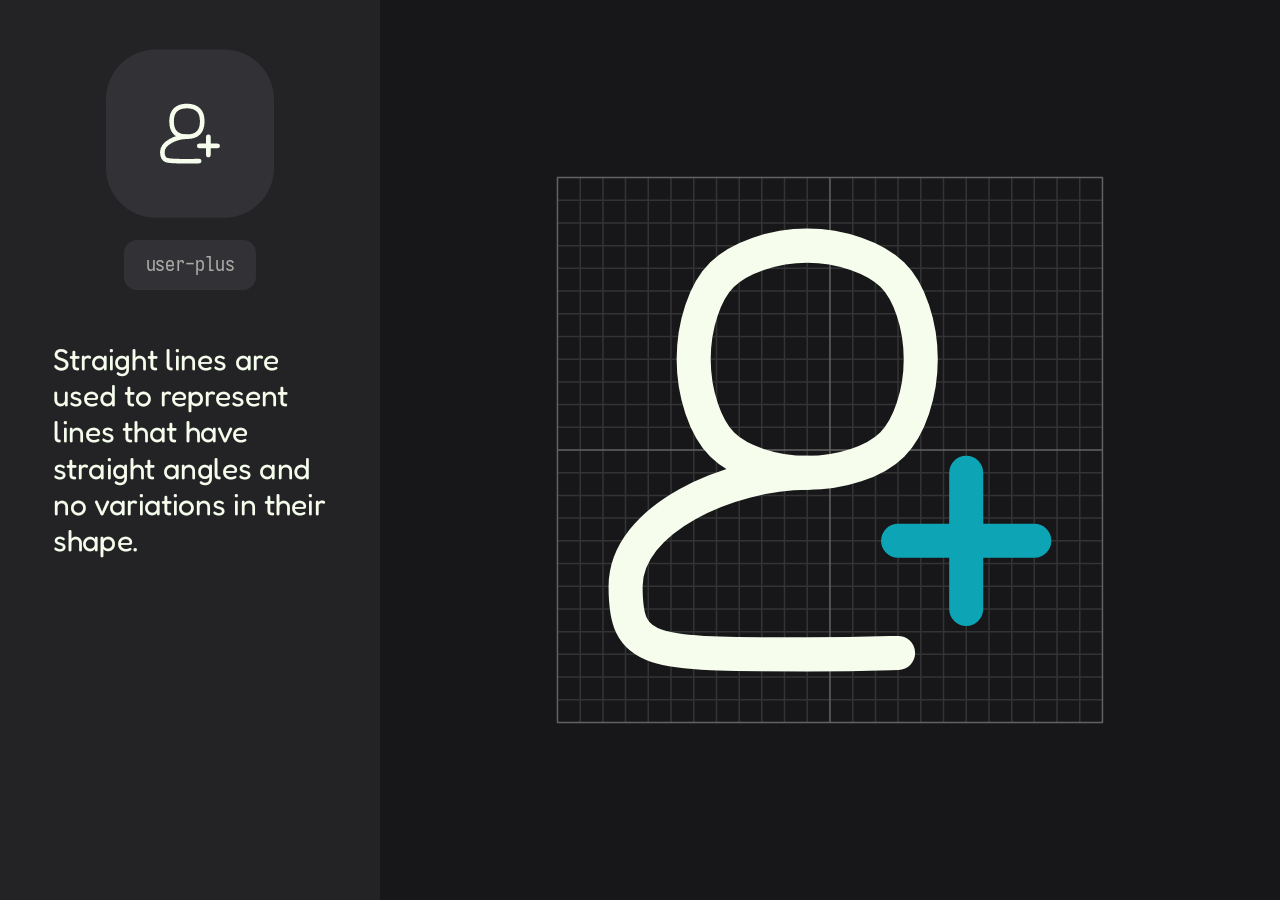 user-plus
Straight lines are
used to represent
lines that have
straight angles and
no variations in their
shape.